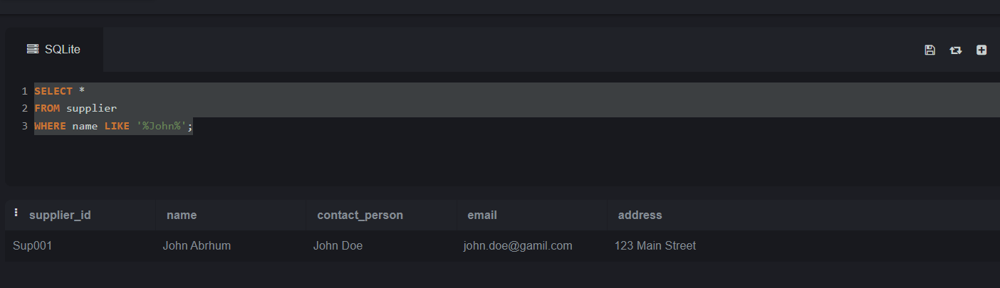 SQLite
1 SELECT *
2 FROM supplier
3 WHERE name LIKE '%John%';
supplier_id name contact_person email address
Sup001 John Abrhum John Doe john.doe@gamil.com 123 Main Street